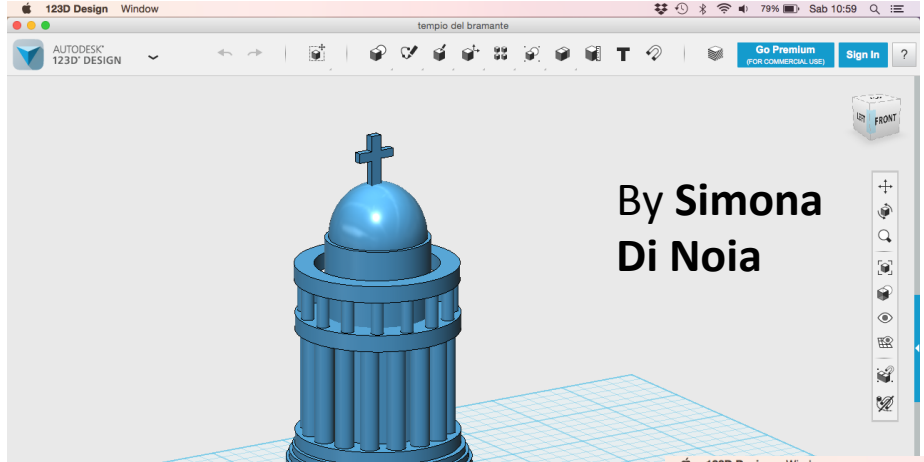 123D Design Window
79% Sab 10:59
tempio del bramante
AUTODESK®
123D® DESIGN
T
Go Premium
(FOR COMMERCIAL USE)
Sign In
?
LEFT FRONT
By Simona
Di Noia